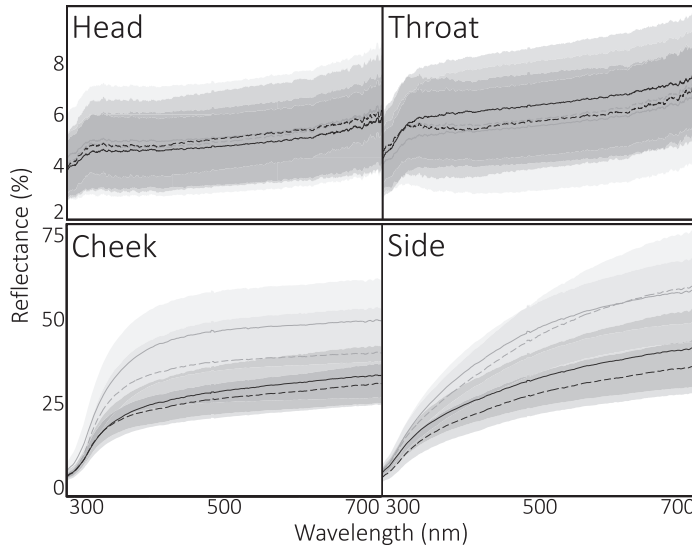 Head
Throat
8
6
4
2
Reflectance (%)
Cheek
Side
75
50
25
0
300 500 700 300 500 700
Wavelength (nm)